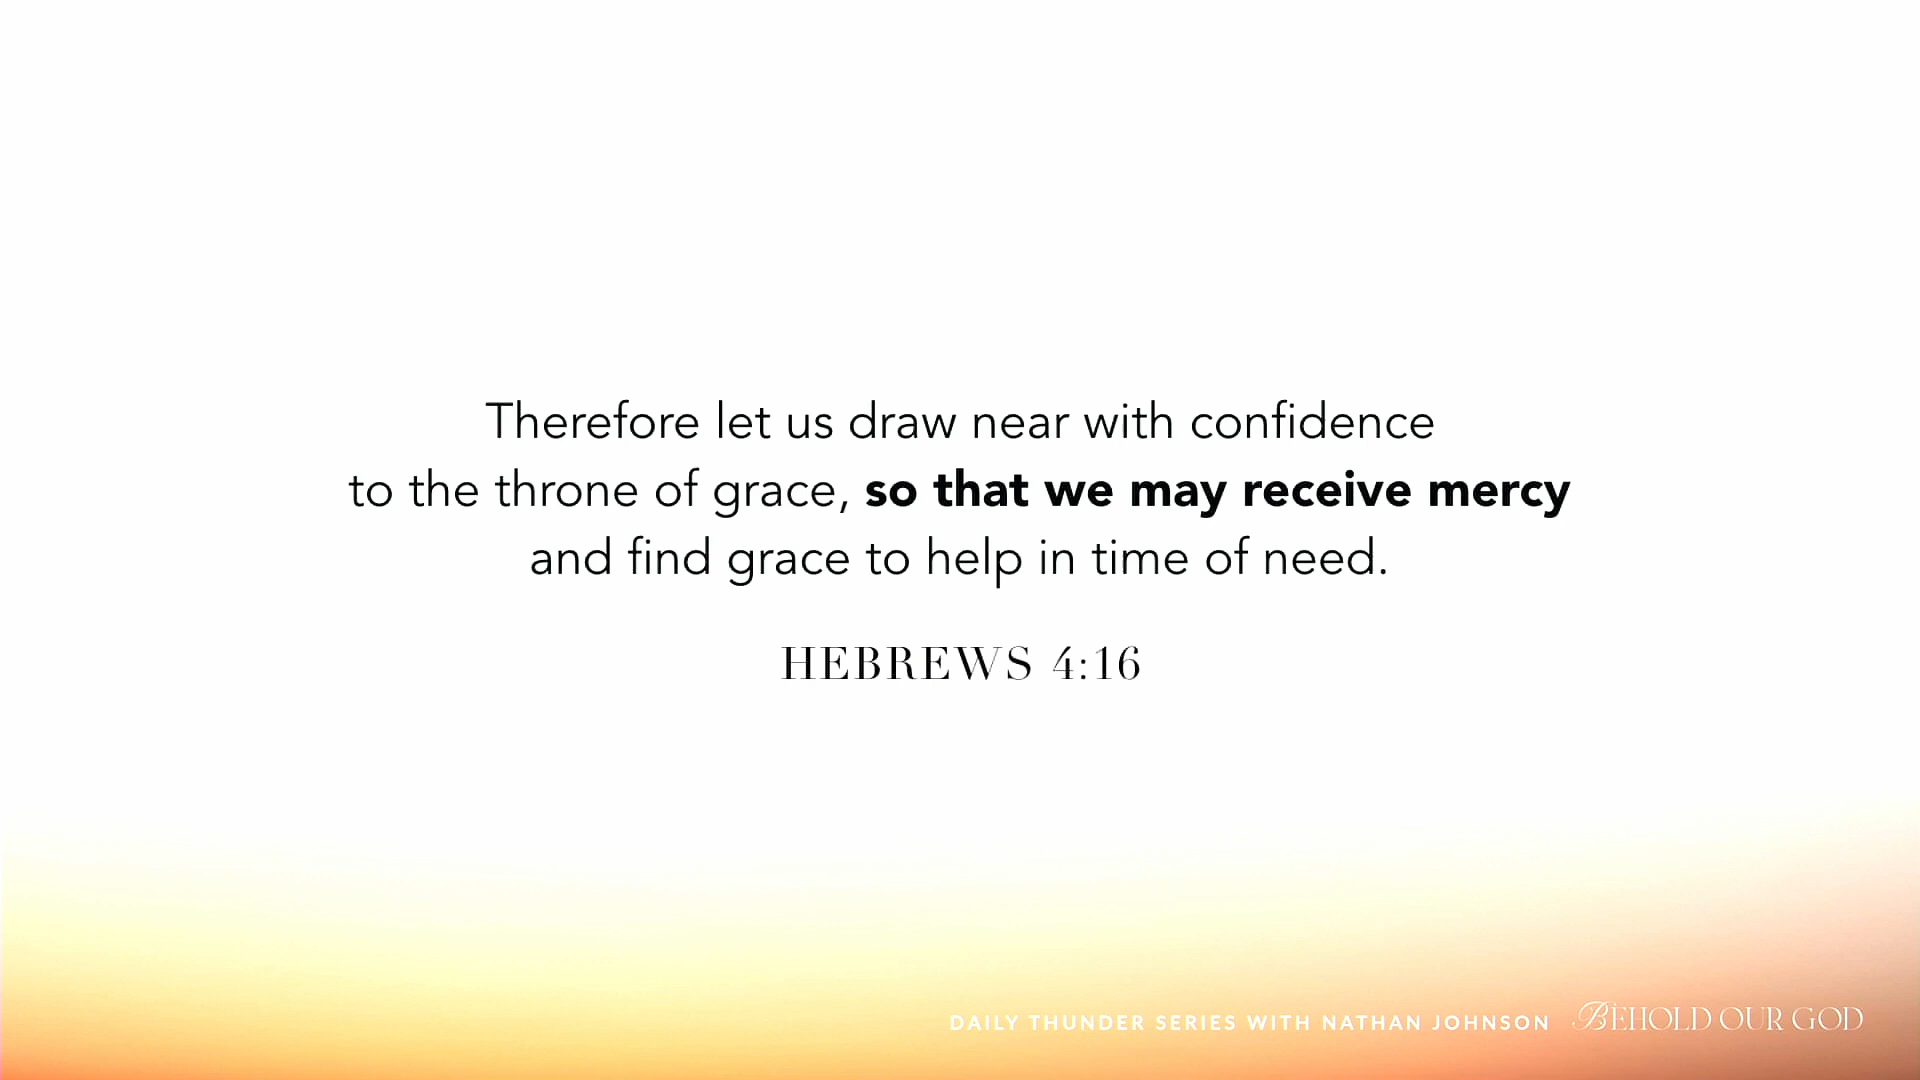 Therefore let us draw near with confidence
to the throne of grace, so that we may receive mercy
and find grace to help in time of need.
HEBREWS 4:16
DAILY THUNDER SERIES WITH NATHAN JOHNSON BEHOLD OUR GOD